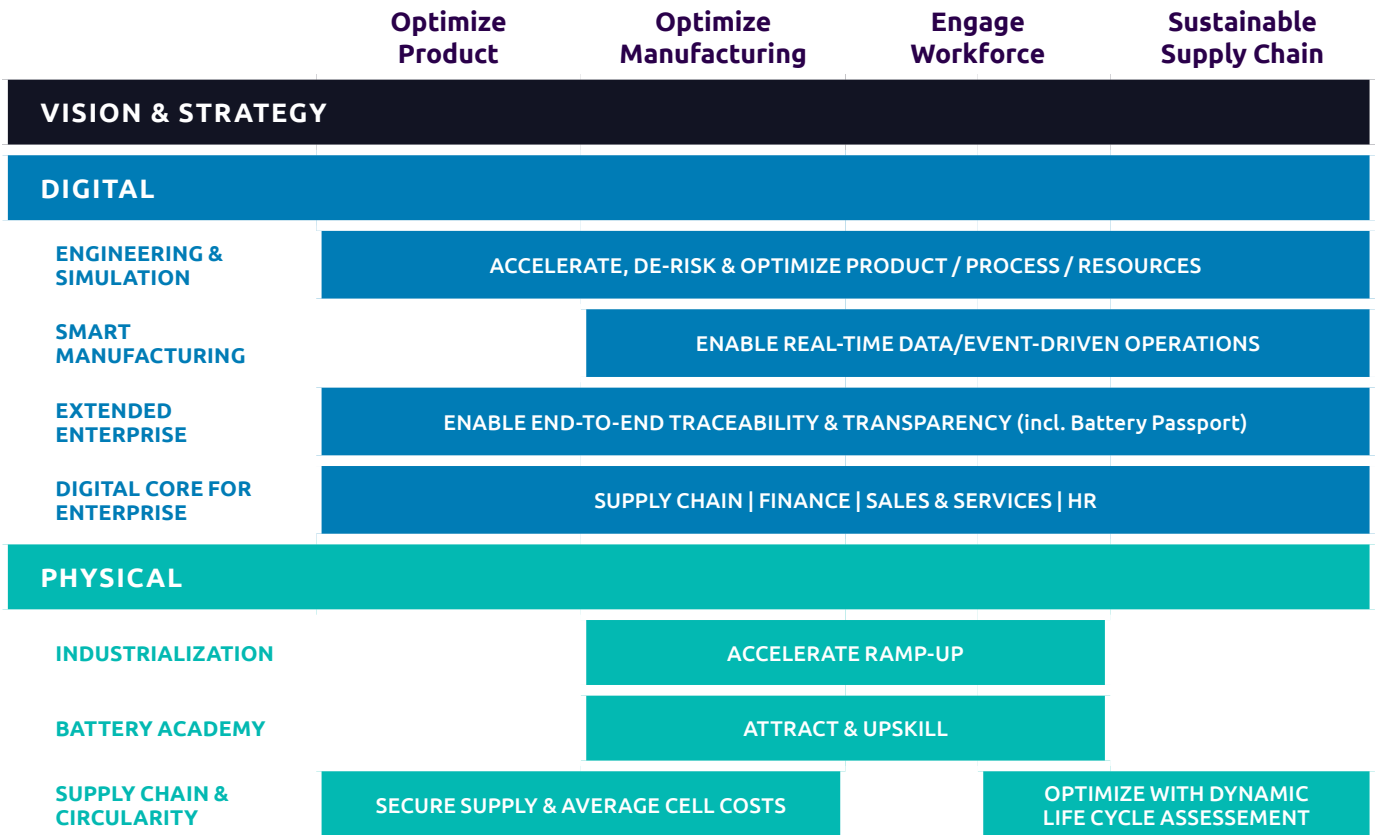 Optimize
Product
Optimize
Manufacturing
Engage
Workforce
Sustainable
Supply Chain
VISION & STRATEGY
DIGITAL
ENGINEERING &
SIMULATION
ACCELERATE, DE-RISK & OPTIMIZE PRODUCT / PROCESS / RESOURCES
SMART
MANUFACTURING
ENABLE REAL-TIME DATA/EVENT-DRIVEN OPERATIONS
EXTENDED
ENTERPRISE
ENABLE END-TO-END TRACEABILITY & TRANSPARENCY (incl. Battery Passport)
DIGITAL CORE FOR
ENTERPRISE
SUPPLY CHAIN | FINANCE | SALES & SERVICES | HR
PHYSICAL
INDUSTRIALIZATION
ACCELERATE RAMP-UP
BATTERY ACADEMY
ATTRACT & UPSKILL
SUPPLY CHAIN &
CIRCULARITY
SECURE SUPPLY & AVERAGE CELL COSTS
OPTIMIZE WITH DYNAMIC
LIFE CYCLE ASSESSEMENT